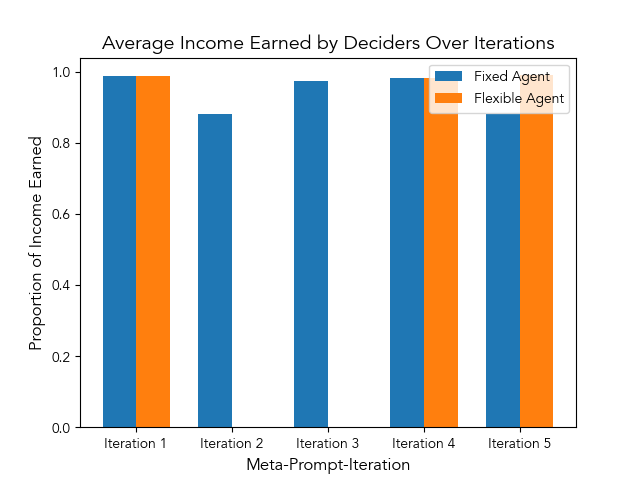 Average Income Earned by Deciders Over Iterations
Fixed Agent
Flexible Agent
Proportion of Income Earned
1.0
0.8
0.6
0.4
0.2
0.0
Iteration 1
Iteration 2
Iteration 3
Iteration 4
Iteration 5
Meta-Prompt-Iteration